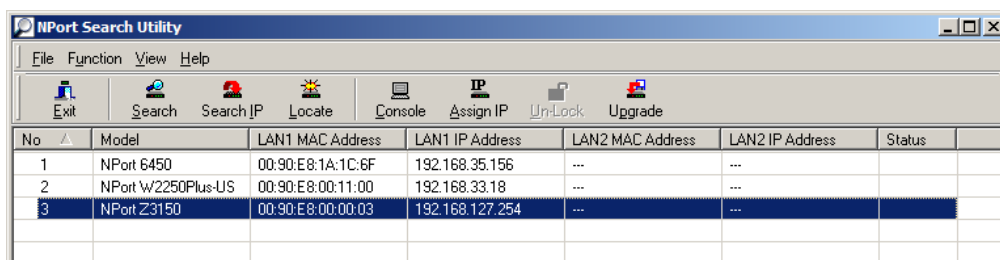 NPort Search Utility
File Function View Help
Exit Search Search IP Locate Console IP Assign IP Un-Lock Upgrade
No Model LAN1 MAC Address LAN1 IP Address LAN2 MAC Address LAN2 IP Address Status
1 NPort 6450 00:90:E8:1A:1C:6F 192.168.35.156 --- ---
2 NPort W2250Plus-US 00:90:E8:00:11:00 192.168.33.18 --- ---
3 NPort Z3150 00:90:E8:00:00:03 192.168.127.254 --- ---